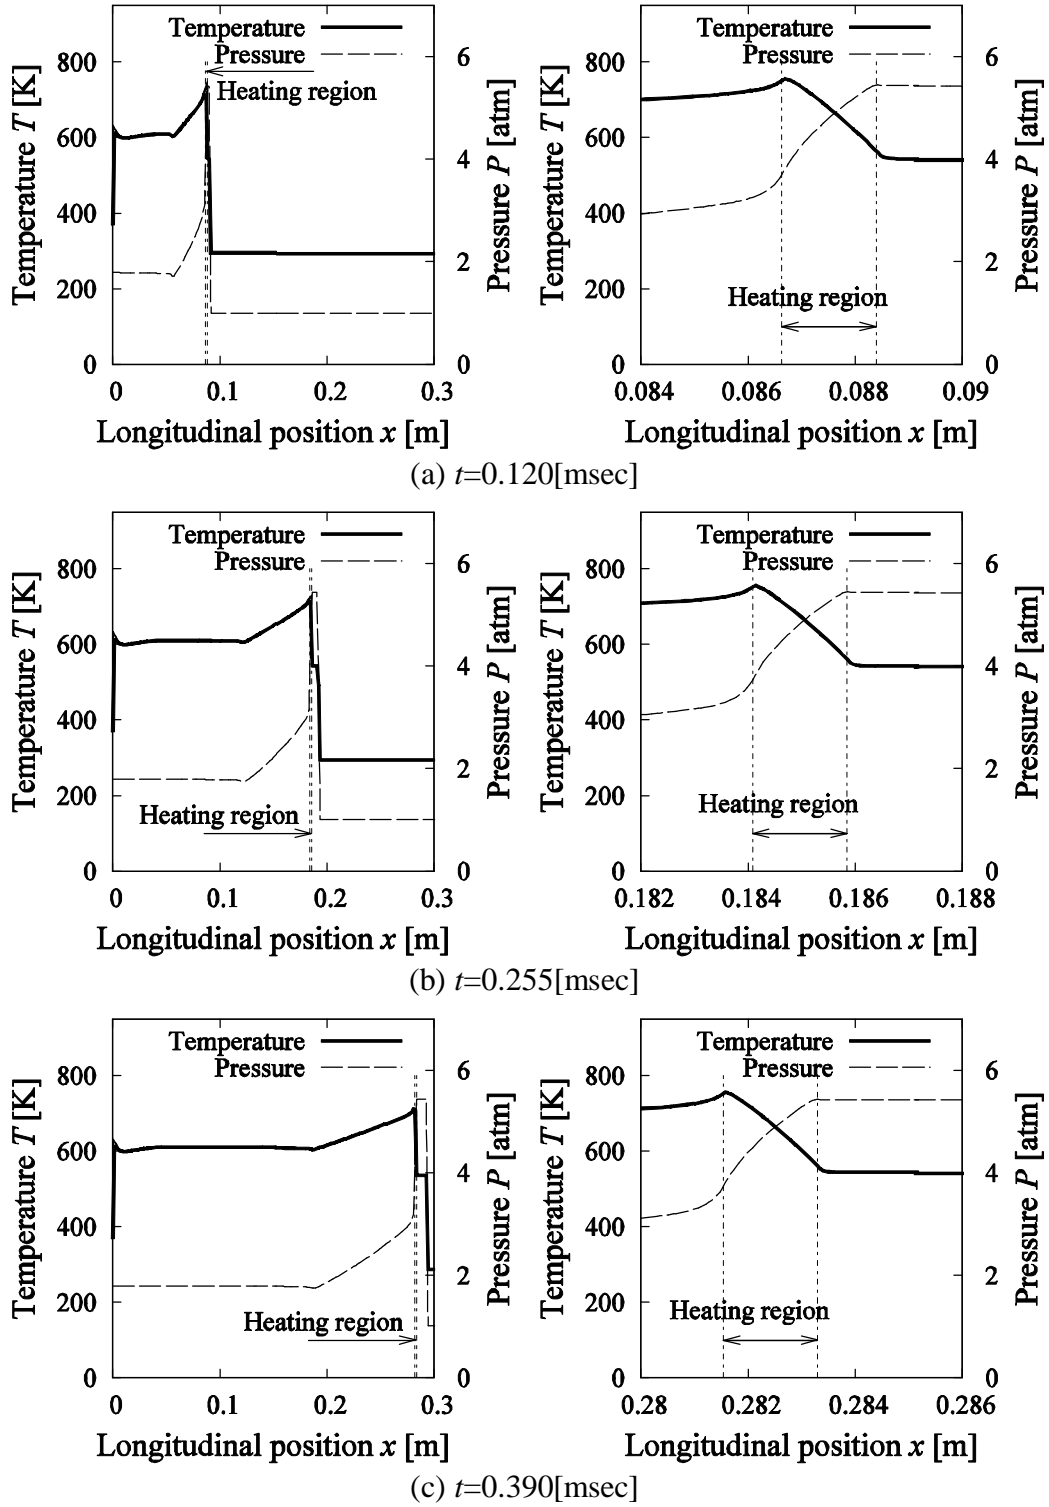 Temperature
Pressure
Heating region
800
600
400
200
0
6
4
2
0
0 0.1 0.2 0.3
Temperature T [K]
Pressure P [atm]
Longitudinal position x [m]
Temperature
Pressure
Heating region
800
600
400
200
0
6
4
2
0
0.084 0.086 0.088 0.09
Temperature T [K]
Pressure P [atm]
Longitudinal position x [m]
(a) t=0.120[msec]
Temperature
Pressure
Heating region
800
600
400
200
0
6
4
2
0
0 0.1 0.2 0.3
Temperature T [K]
Pressure P [atm]
Longitudinal position x [m]
Temperature
Pressure
Heating region
800
600
400
200
0
6
4
2
0
0.182 0.184 0.186 0.188
Temperature T [K]
Pressure P [atm]
Longitudinal position x [m]
(b) t=0.255[msec]
Temperature
Pressure
Heating region
800
600
400
200
0
6
4
2
0
0 0.1 0.2 0.3
Temperature T [K]
Pressure P [atm]
Longitudinal position x [m]
Temperature
Pressure
Heating region
800
600
400
200
0
6
4
2
0
0.28 0.282 0.284 0.286
Temperature T [K]
Pressure P [atm]
Longitudinal position x [m]
(c) t=0.390[msec]